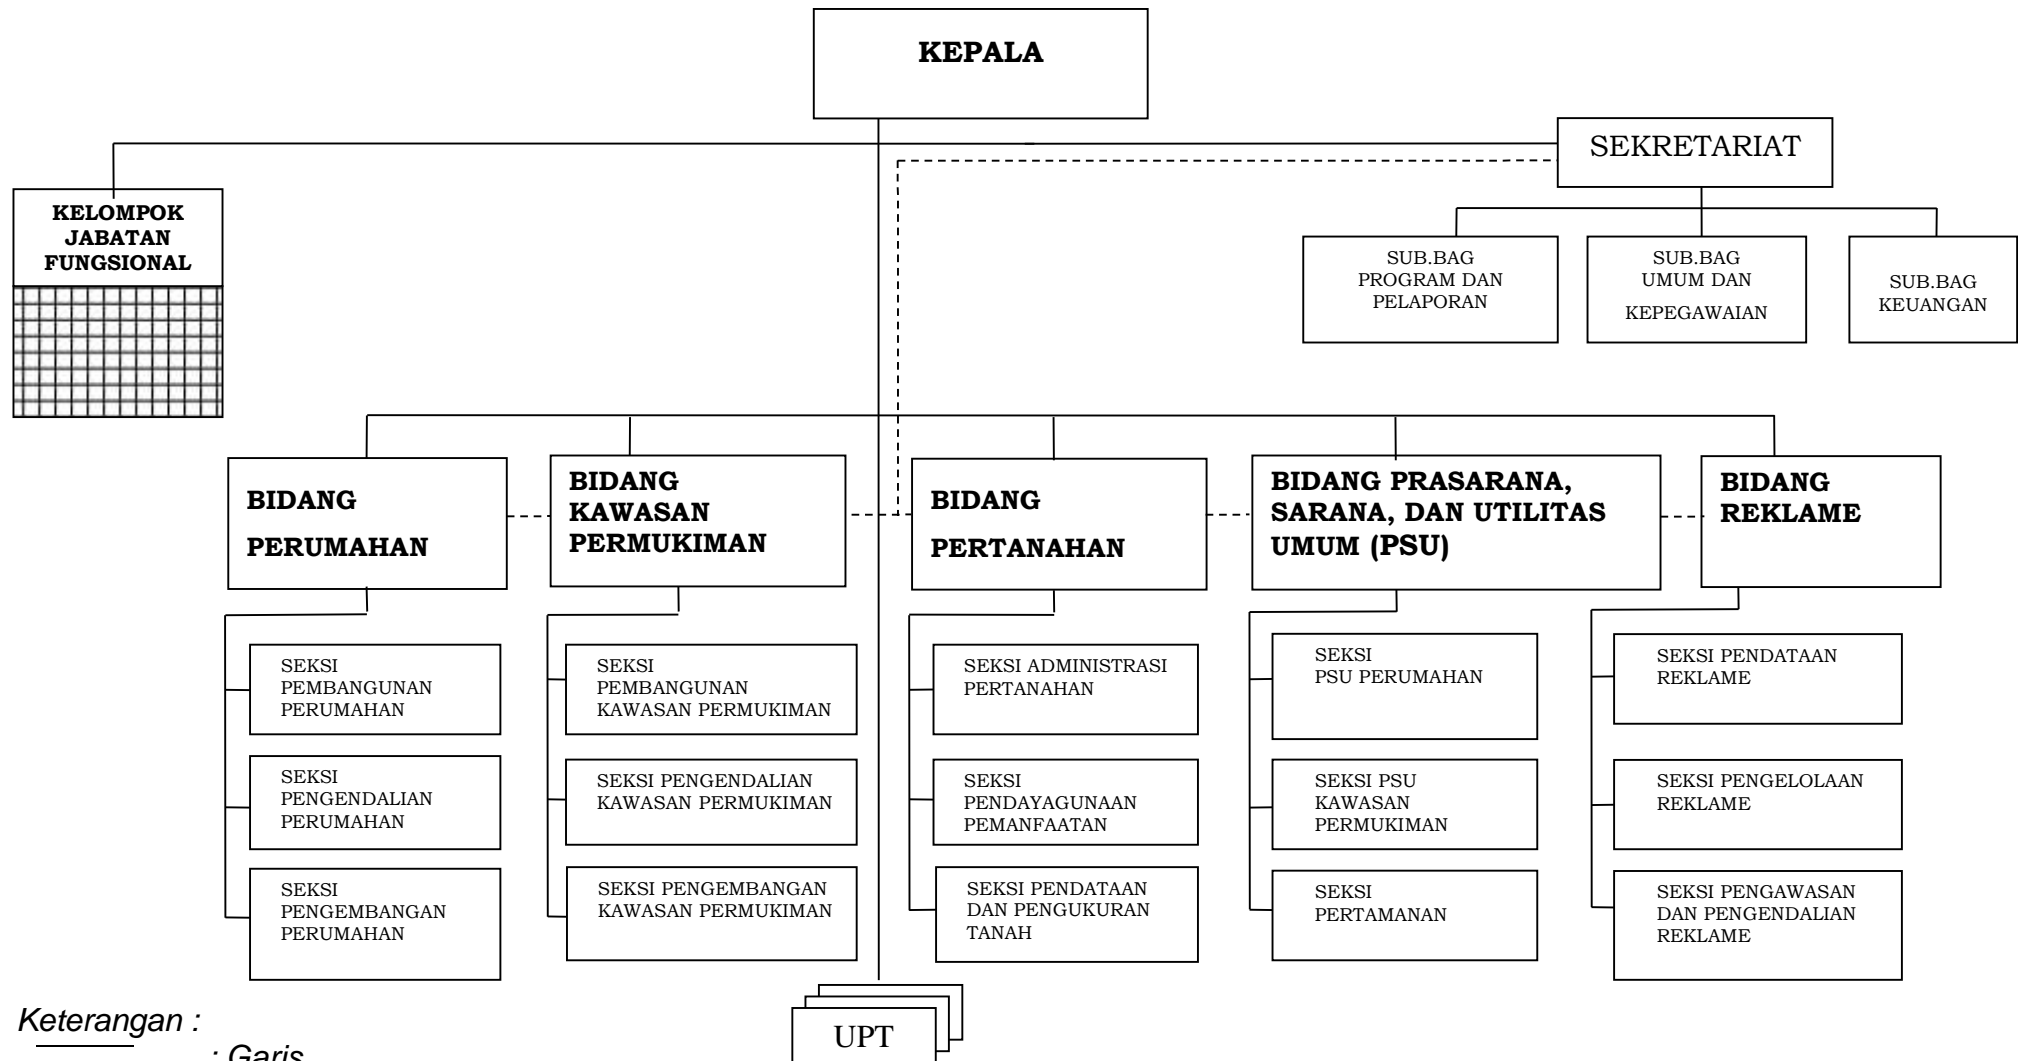 KEPALA
SEKRETARIAT
KELOMPOK
JABATAN
FUNGSIONAL
SUB.BAG
PROGRAM DAN
PELAPORAN
SUB.BAG
UMUM DAN
KEPEGAWAIAN
SUB.BAG
KEUANGAN
BIDANG
PERUMAHAN
BIDANG
KAWASAN
PERMUKIMAN
BIDANG
PERTANAHAN
BIDANG PRASARANA,
SARANA, DAN UTILITAS
UMUM (PSU)
BIDANG
REKLAME
SEKSI
PEMBANGUNAN
PERUMAHAN
SEKSI
PEMBANGUNAN
KAWASAN PERMUKIMAN
SEKSI ADMINISTRASI
PERTANAHAN
SEKSI
PSU PERUMAHAN
SEKSI PENDATAAN
REKLAME
SEKSI
PENGENDALIAN
PERUMAHAN
SEKSI PENGENDALIAN
KAWASAN PERMUKIMAN
SEKSI
PENDAYAGUNAAN
PEMANFAATAN
SEKSI PSU
KAWASAN
PERMUKIMAN
SEKSI PENGELOLAAN
REKLAME
SEKSI
PENGEMBANGAN
PERUMAHAN
SEKSI PENGEMBANGAN
KAWASAN PERMUKIMAN
SEKSI PENDATAAN
DAN PENGUKURAN
TANAH
SEKSI
PERTAMANAN
SEKSI PENGAWASAN
DAN PENGENDALIAN
REKLAME
UPT
Keterangan :
: Garis